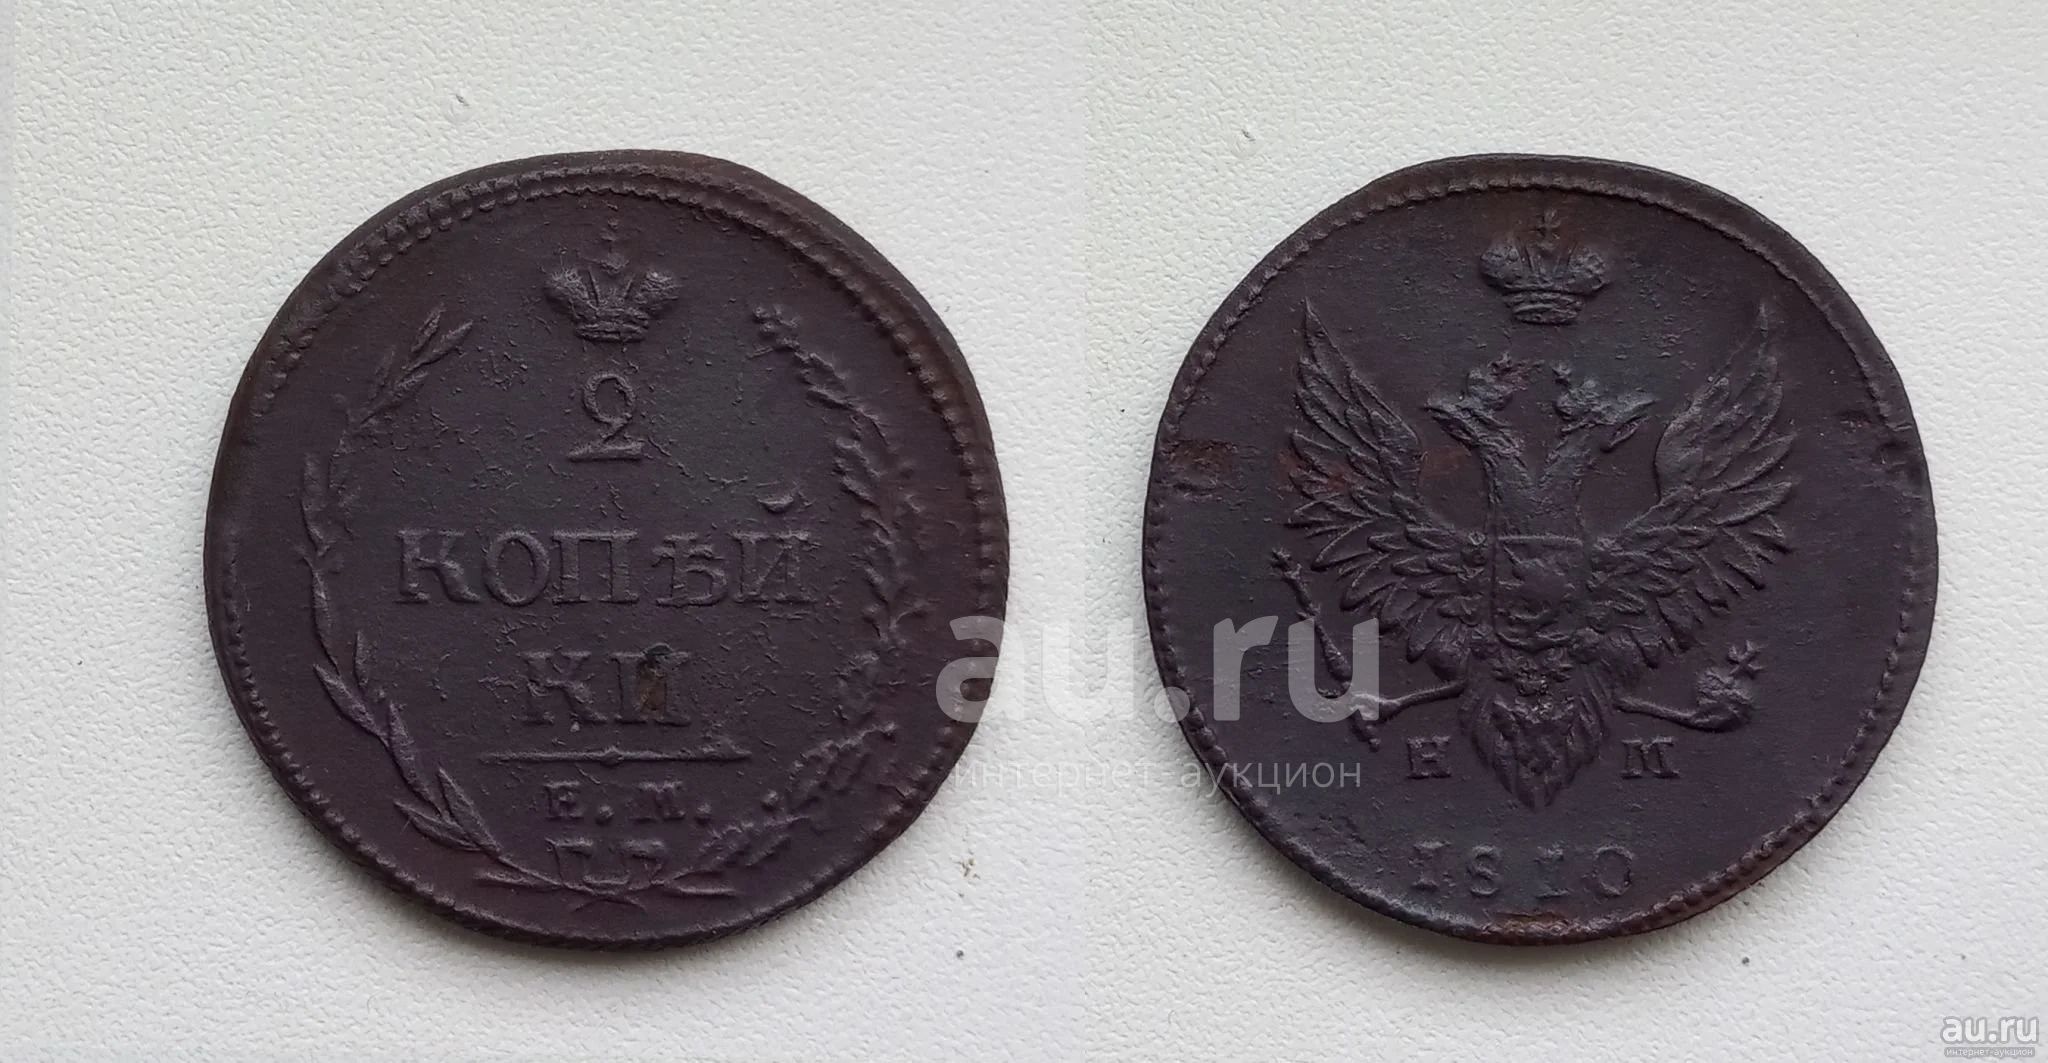 2
КОПѢЙ
КИ
Е.М.
Н М
1810
au.ru
интернет-аукцион
au.ru
интернет-аукцион